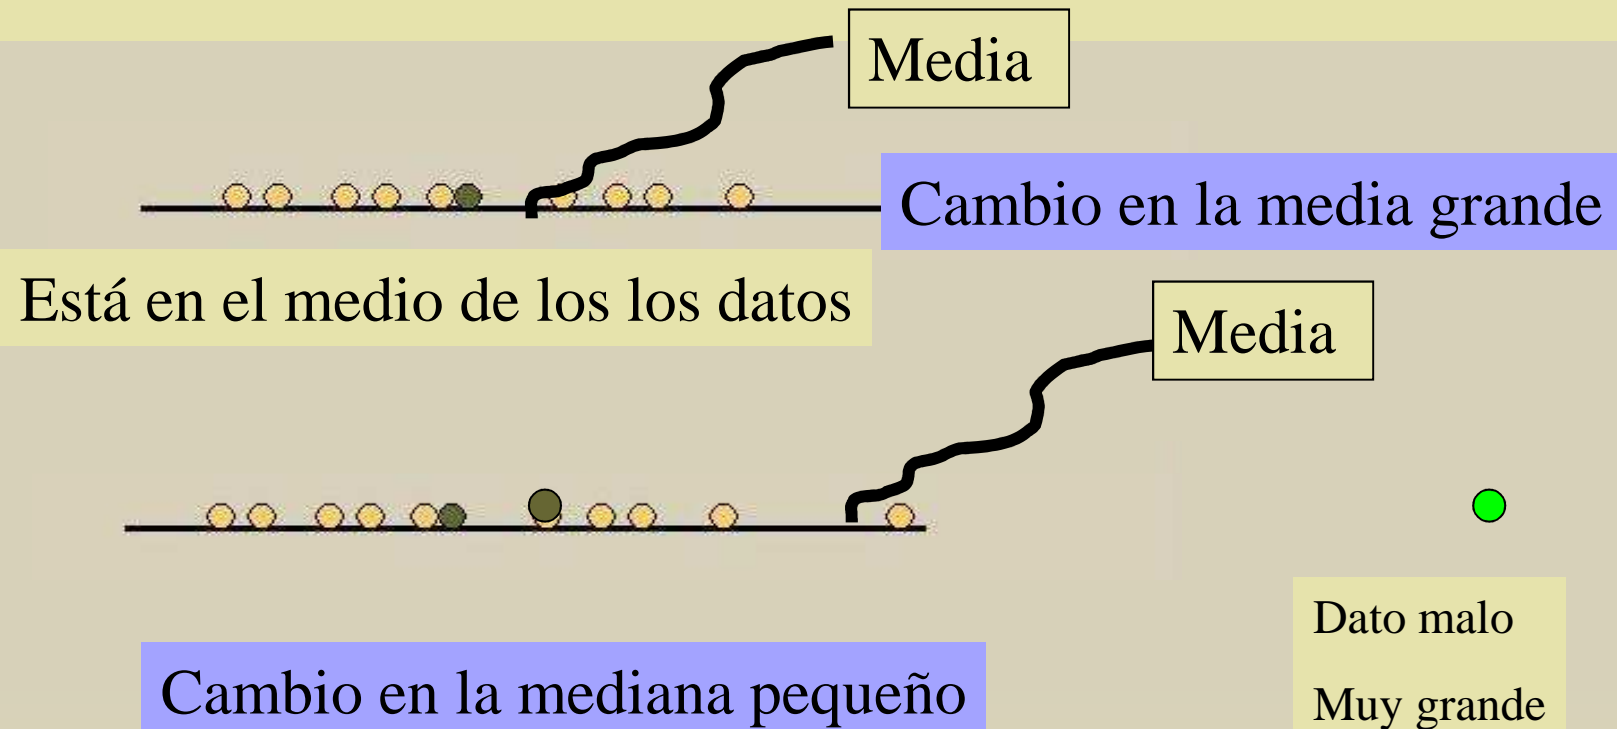 Media
Cambio en la media grande
Está en el medio de los los datos
Media
Dato malo
Muy grande
Cambio en la mediana pequeño